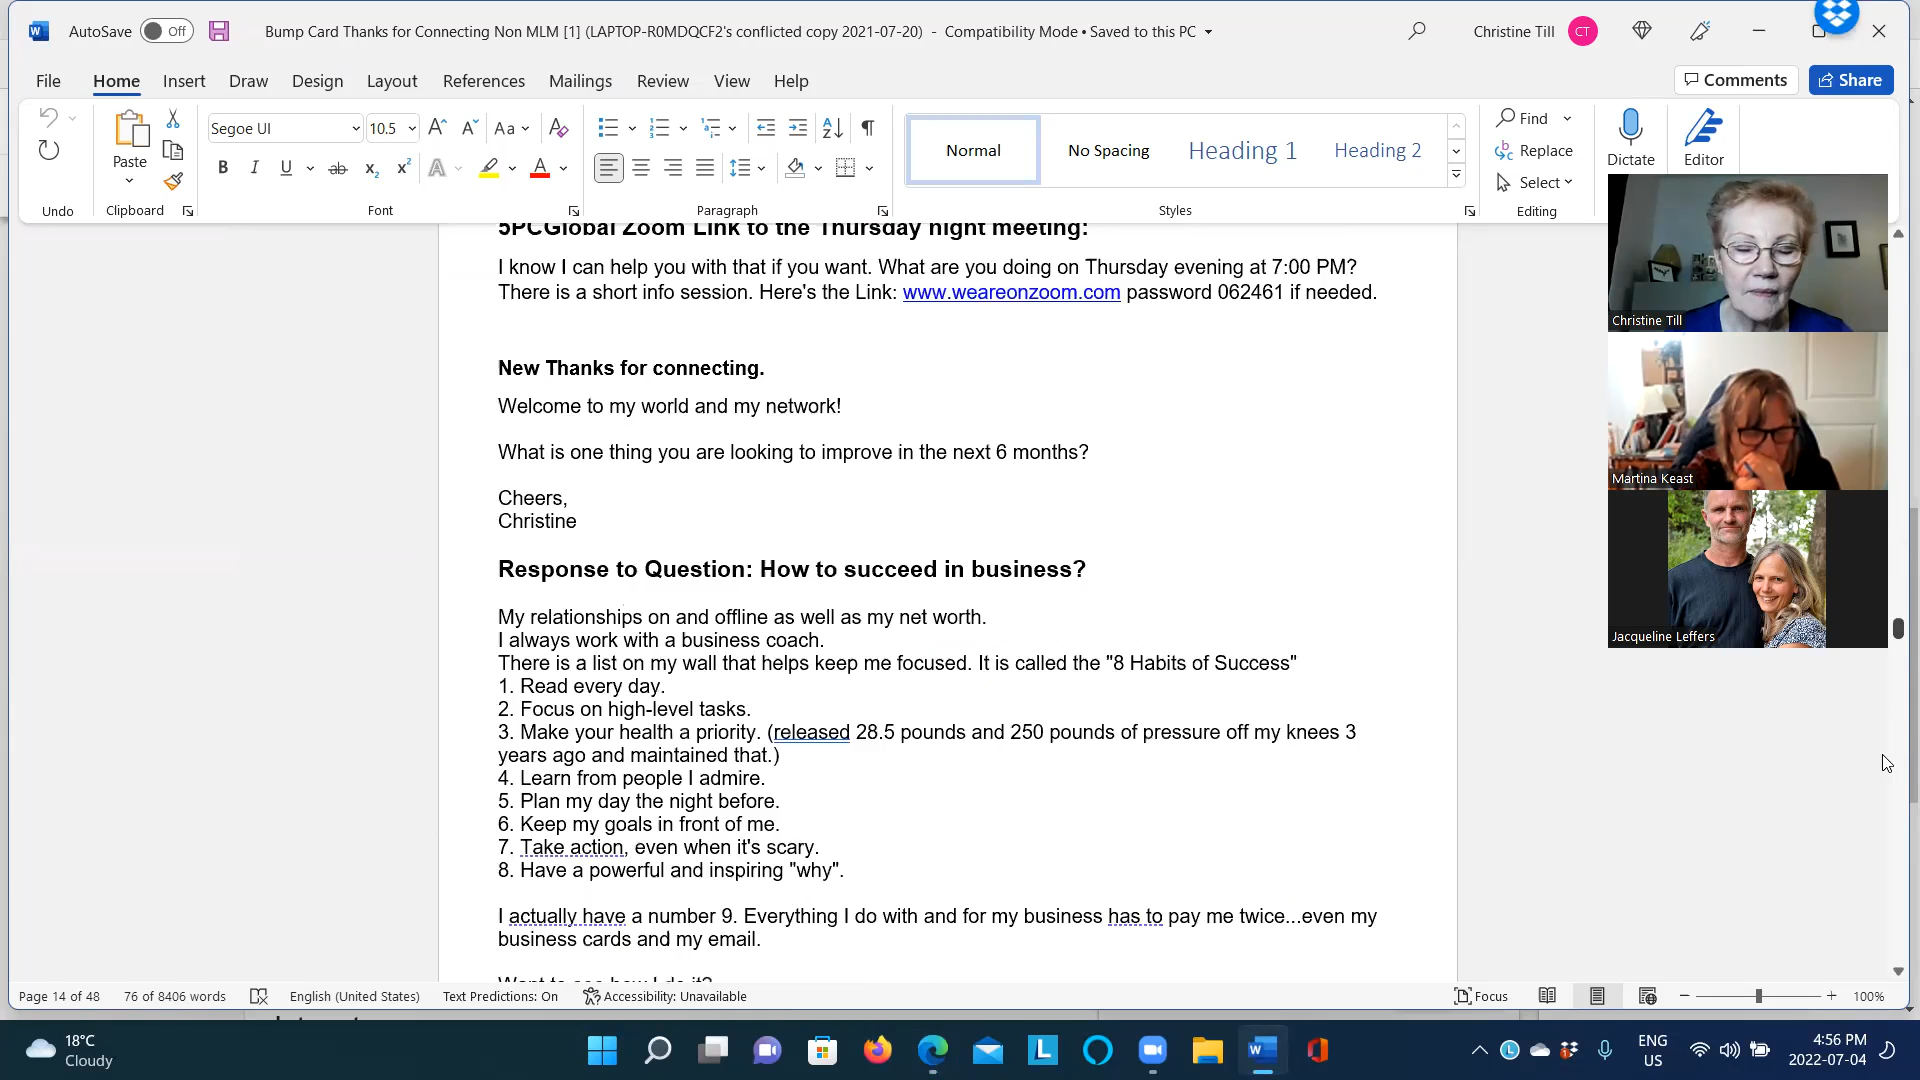 AutoSave Off Bump Card Thanks for Connecting Non MLM [1] (LAPTOP-R0MDQCF2's conflicted copy 2021-07-20) - Compatibility Mode • Saved to this PC Christine Till CT
File Home Insert Draw Design Layout References Mailings Review View Help Comments Share
Segoe UI 10.5 Aa Find
Paste Normal No Spacing Heading 1 Heading 2 Replace Dictate Editor
Select
Undo Clipboard Font Paragraph Styles Editing
5PCGlobal Zoom Link to the Thursday night meeting:
I know I can help you with that if you want. What are you doing on Thursday evening at 7:00 PM?
There is a short info session. Here's the Link: www.weareonzoom.com password 062461 if needed.
Christine Till
New Thanks for connecting.
Welcome to my world and my network!
What is one thing you are looking to improve in the next 6 months?
Martina Keast
Cheers,
Christine
Response to Question: How to succeed in business?
My relationships on and offline as well as my net worth.
Jacqueline Leffers
I always work with a business coach.
There is a list on my wall that helps keep me focused. It is called the "8 Habits of Success"
1. Read every day.
2. Focus on high-level tasks.
3. Make your health a priority. (released 28.5 pounds and 250 pounds of pressure off my knees 3
years ago and maintained that.)
4. Learn from people I admire.
5. Plan my day the night before.
6. Keep my goals in front of me.
7. Take action, even when it's scary.
8. Have a powerful and inspiring "why".
I actually have a number 9. Everything I do with and for my business has to pay me twice...even my
business cards and my email.
Want to see how I do it?
Page 14 of 48 76 of 8406 words English (United States) Text Predictions: On Accessibility: Unavailable Focus 100%
18°C
Cloudy
ENG
US
4:56 PM
2022-07-04